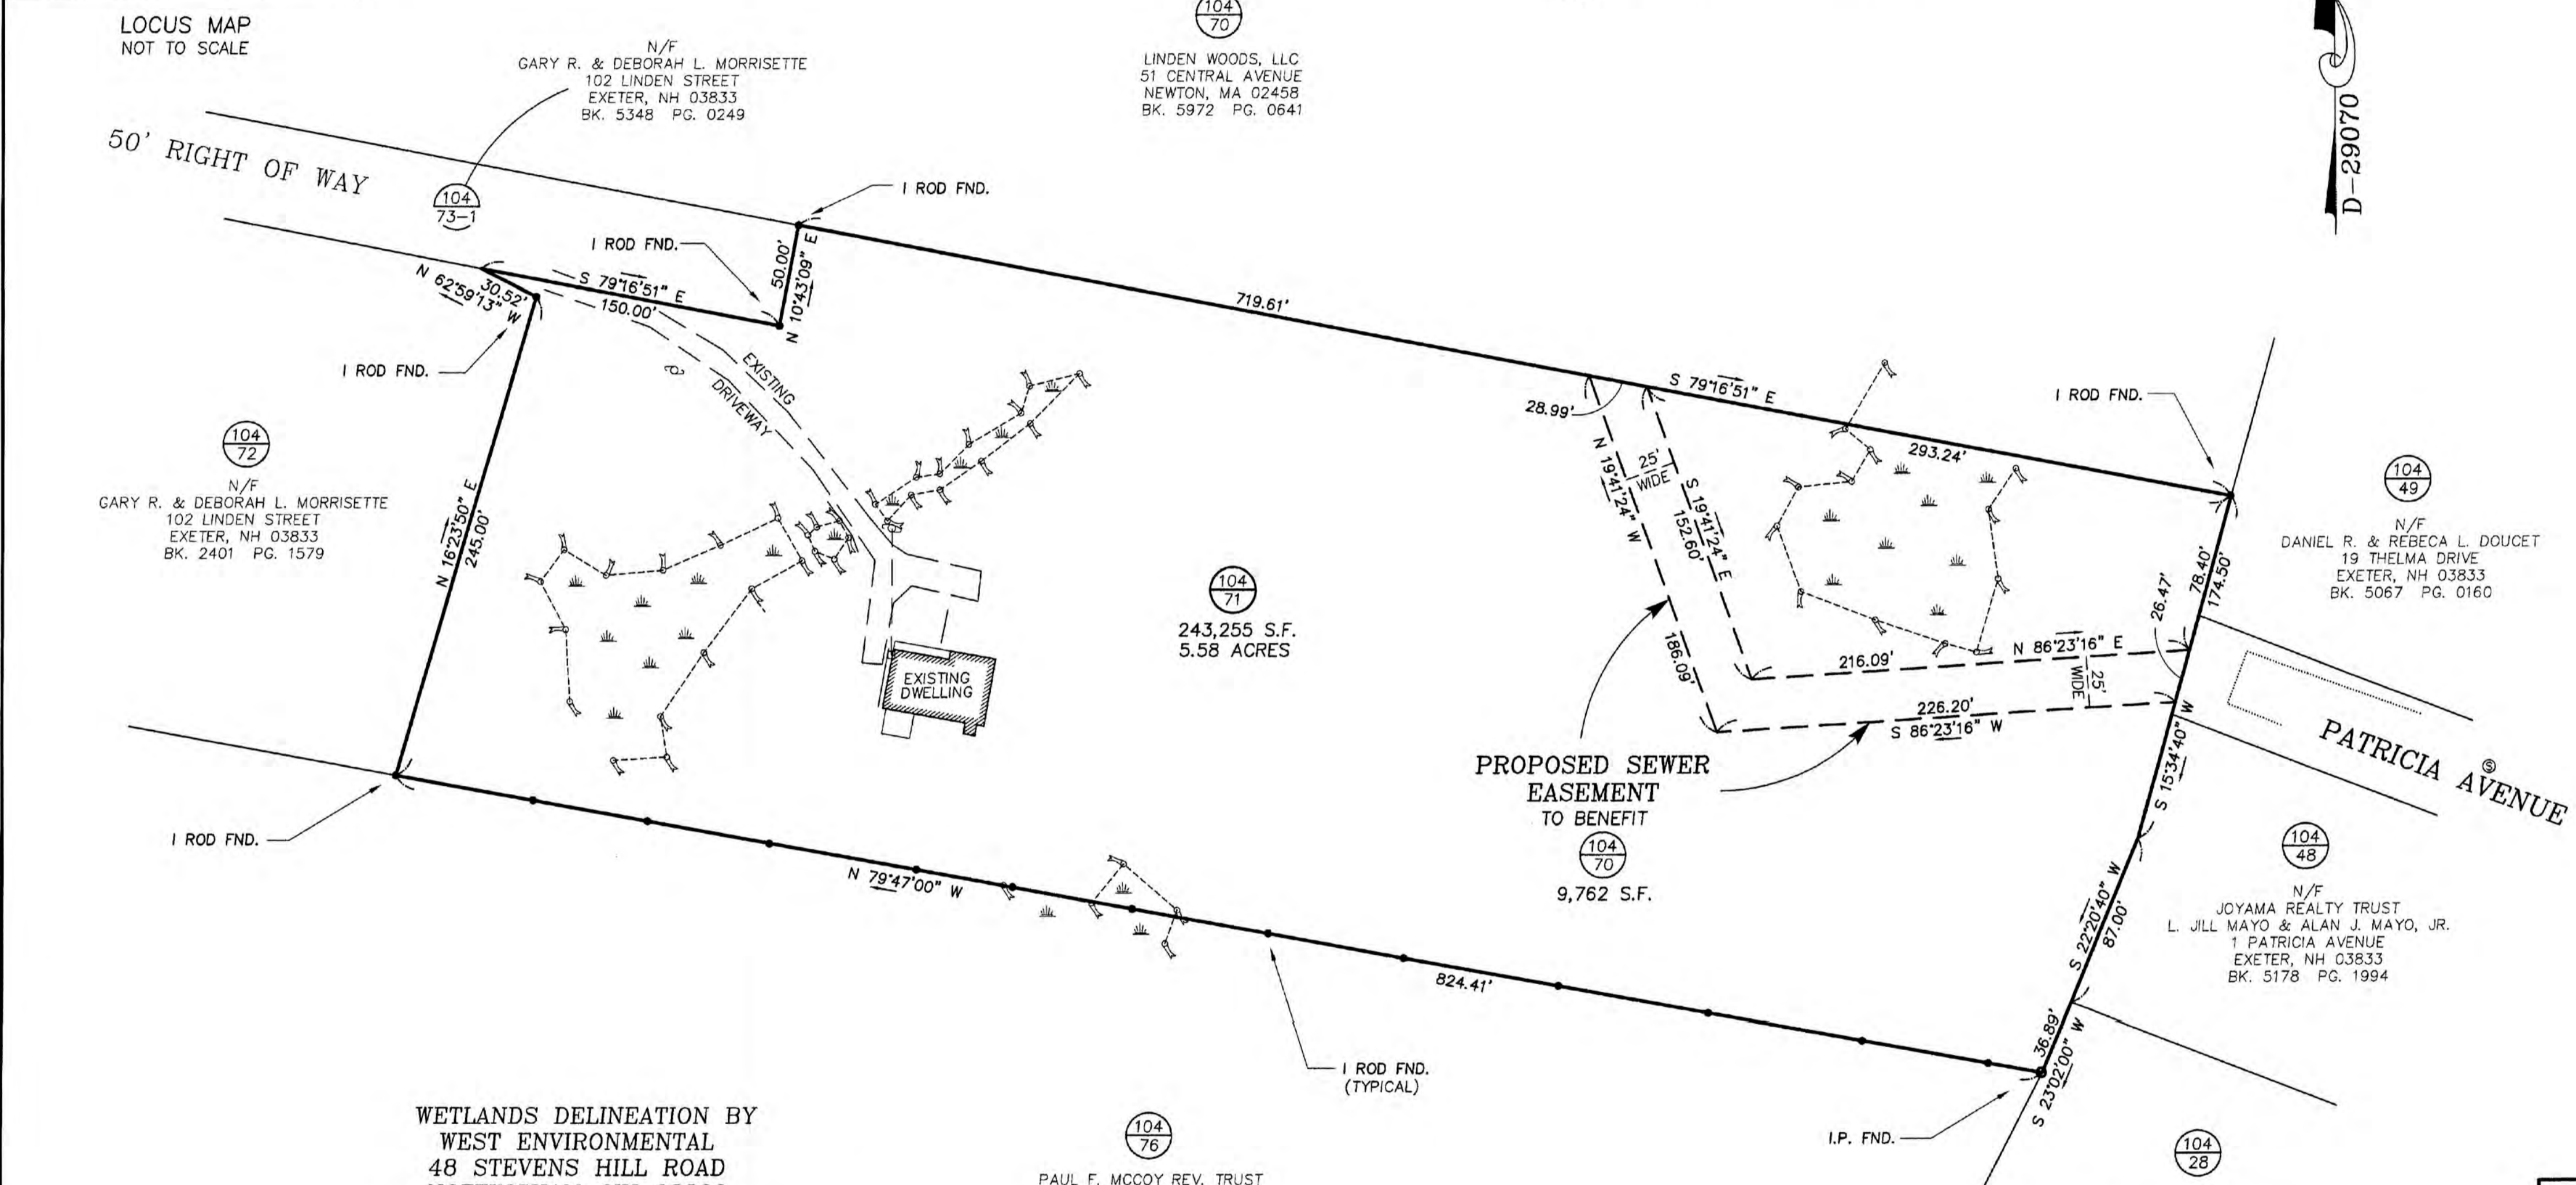 LOCUS MAP
NOT TO SCALE
N/F
GARY R. & DEBORAH L. MORRISETTE
102 LINDEN STREET
EXETER, NH 03833
BK. 5348 PG. 0249
104
73-1
104
70
LINDEN WOODS, LLC
51 CENTRAL AVENUE
NEWTON, MA 02458
BK. 5972 PG. 0641
D-29070
50' RIGHT OF WAY
I ROD FND.
I ROD FND.
50.00'
N 10°43'09" E
S 79°16'51" E
150.00'
30.52'
N 62°59'13" W
I ROD FND.
719.61'
S 79°16'51" E
28.99'
293.24'
I ROD FND.
EXISTING
DRIVEWAY
104
72
N/F
GARY R. & DEBORAH L. MORRISETTE
102 LINDEN STREET
EXETER, NH 03833
BK. 2401 PG. 1579
N 16°23'50" E
245.00'
104
71
243,255 S.F.
5.58 ACRES
EXISTING
DWELLING
25'
WIDE
N 19°41'24" W
186.09'
S 19°41'24" E
152.60'
216.09'
N 86°23'16" E
25'
WIDE
226.20'
S 86°23'16" W
26.47'
78.40'
174.50'
S 15°34'40" W
104
49
N/F
DANIEL R. & REBECA L. DOUCET
19 THELMA DRIVE
EXETER, NH 03833
BK. 5067 PG. 0160
PATRICIA AVENUE
S
PROPOSED SEWER
EASEMENT
TO BENEFIT
104
70
9,762 S.F.
104
48
N/F
JOYAMA REALTY TRUST
L. JILL MAYO & ALAN J. MAYO, JR.
1 PATRICIA AVENUE
EXETER, NH 03833
BK. 5178 PG. 1994
S 22°20'40" W
87.00'
36.89'
S 23°02'00" W
I ROD FND.
N 79°47'00" W
824.41'
I ROD FND.
(TYPICAL)
I.P. FND.
104
28
WETLANDS DELINEATION BY
WEST ENVIRONMENTAL
48 STEVENS HILL ROAD
104
76
PAUL F. MCCOY REV. TRUST